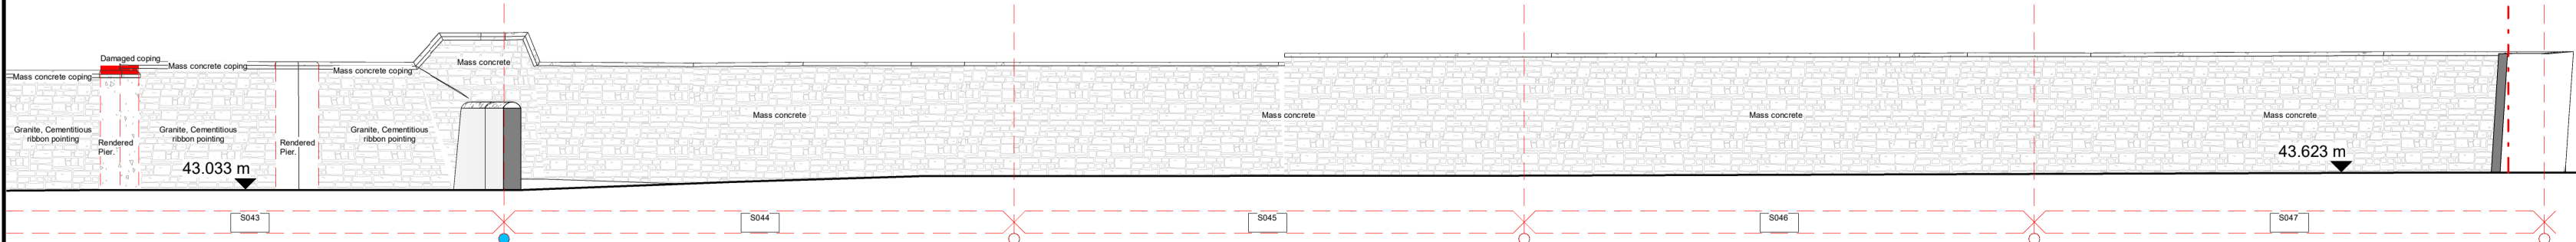 Damaged coping
Mass concrete coping
Mass concrete coping
Mass concrete coping
Mass concrete
Granite, Cementitious
ribbon pointing
Rendered
Pier.
Granite, Cementitious
ribbon pointing
Rendered
Pier.
Granite, Cementitious
ribbon pointing
Mass concrete
Mass concrete
Mass concrete
Mass concrete
43.033 m
43.623 m
S043
S044
S045
S046
S047